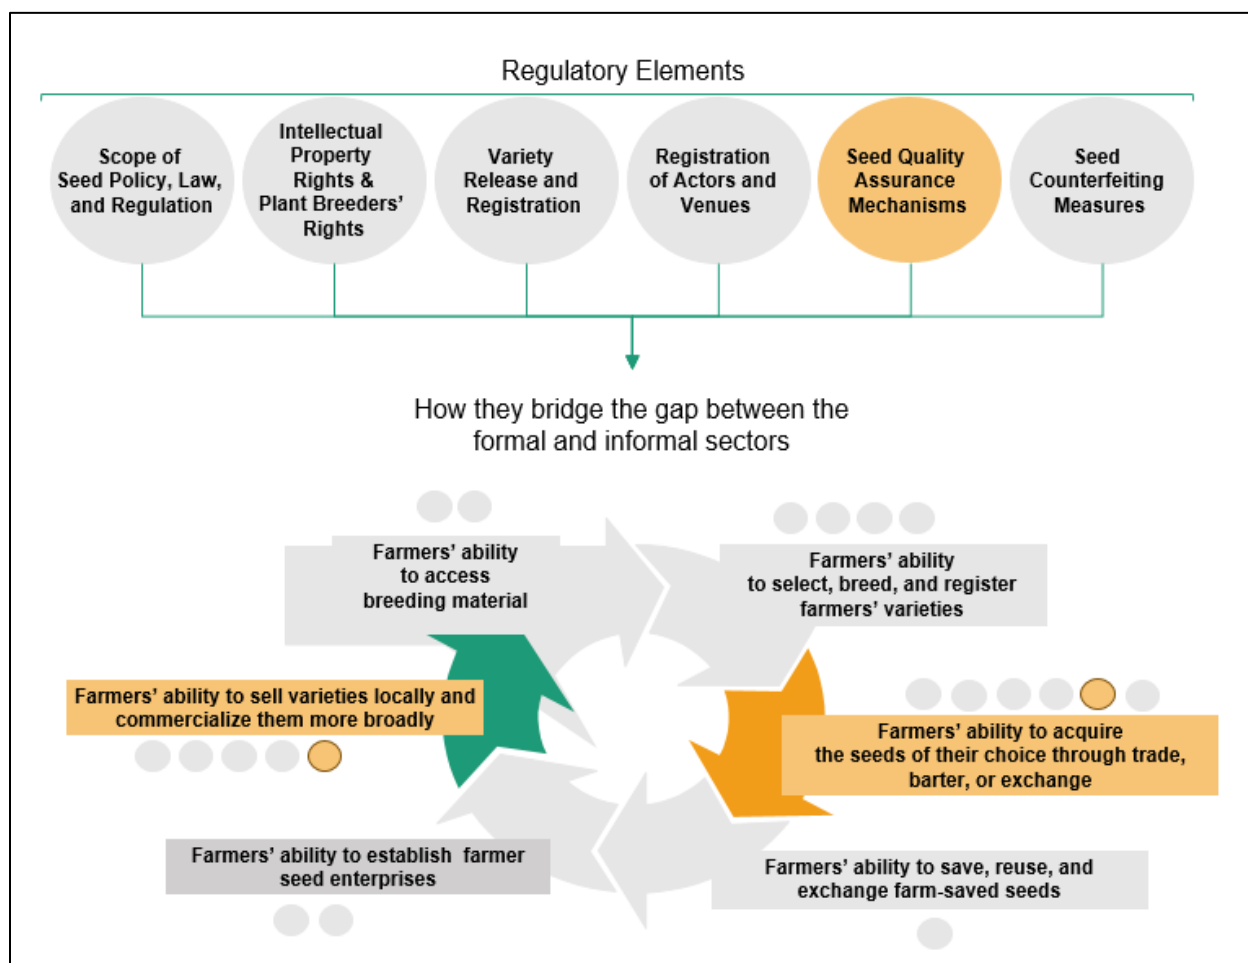 Regulatory Elements
Scope of
Seed Policy, Law,
and Regulation
Intellectual
Property
Rights &
Plant Breeders’
Rights
Variety
Release and
Registration
Registration
of Actors and
Venues
Seed Quality
Assurance
Mechanisms
Seed
Counterfeiting
Measures
How they bridge the gap between the
formal and informal sectors
Farmers’ ability
to access
breeding material
Farmers’ ability
to select, breed, and register
farmers’ varieties
Farmers’ ability to sell varieties locally and
commercialize them more broadly
Farmers’ ability to acquire
the seeds of their choice through trade,
barter, or exchange
Farmers’ ability to establish farmer
seed enterprises
Farmers’ ability to save, reuse, and
exchange farm-saved seeds